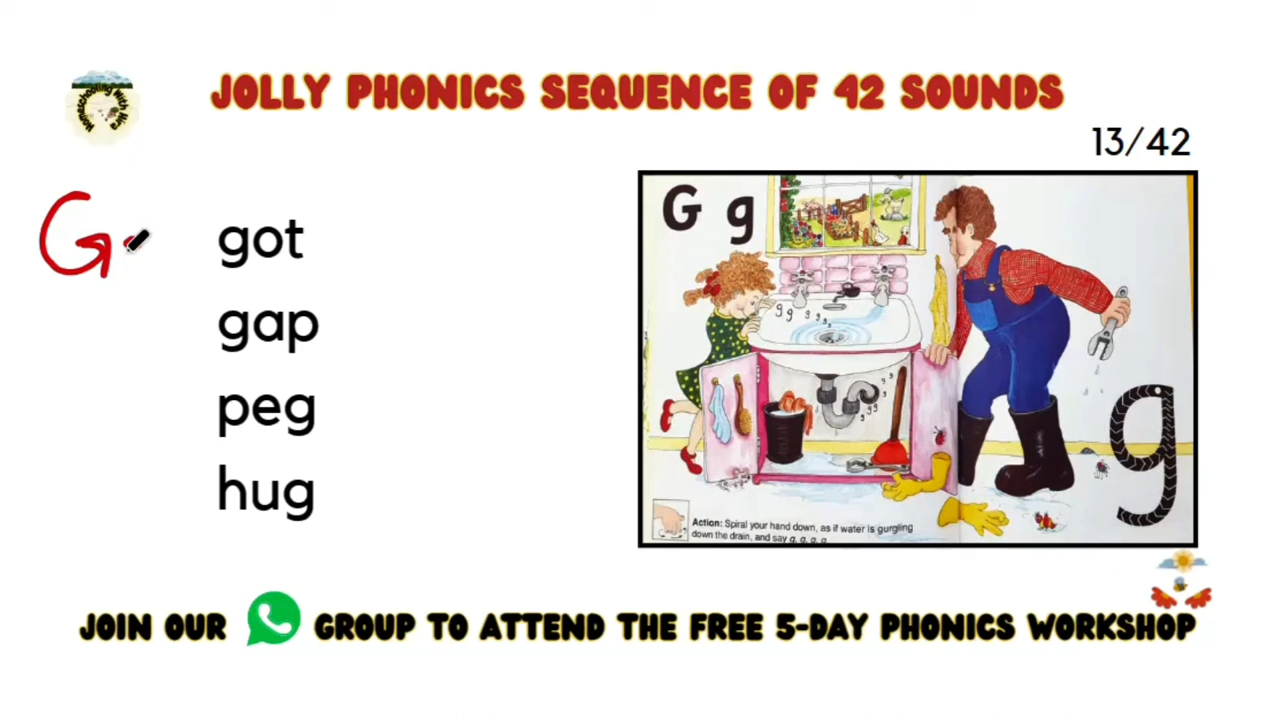 JOLLY PHONICS SEQUENCE OF 42 SOUNDS
13/42
G
got
gap
peg
hug
G g
g g g g g
g
Action: Spiral your hand down, as if water is gurgling
down the drain, and say g, g, g, g
JOIN OUR GROUP TO ATTEND THE FREE 5-DAY PHONICS WORKSHOP